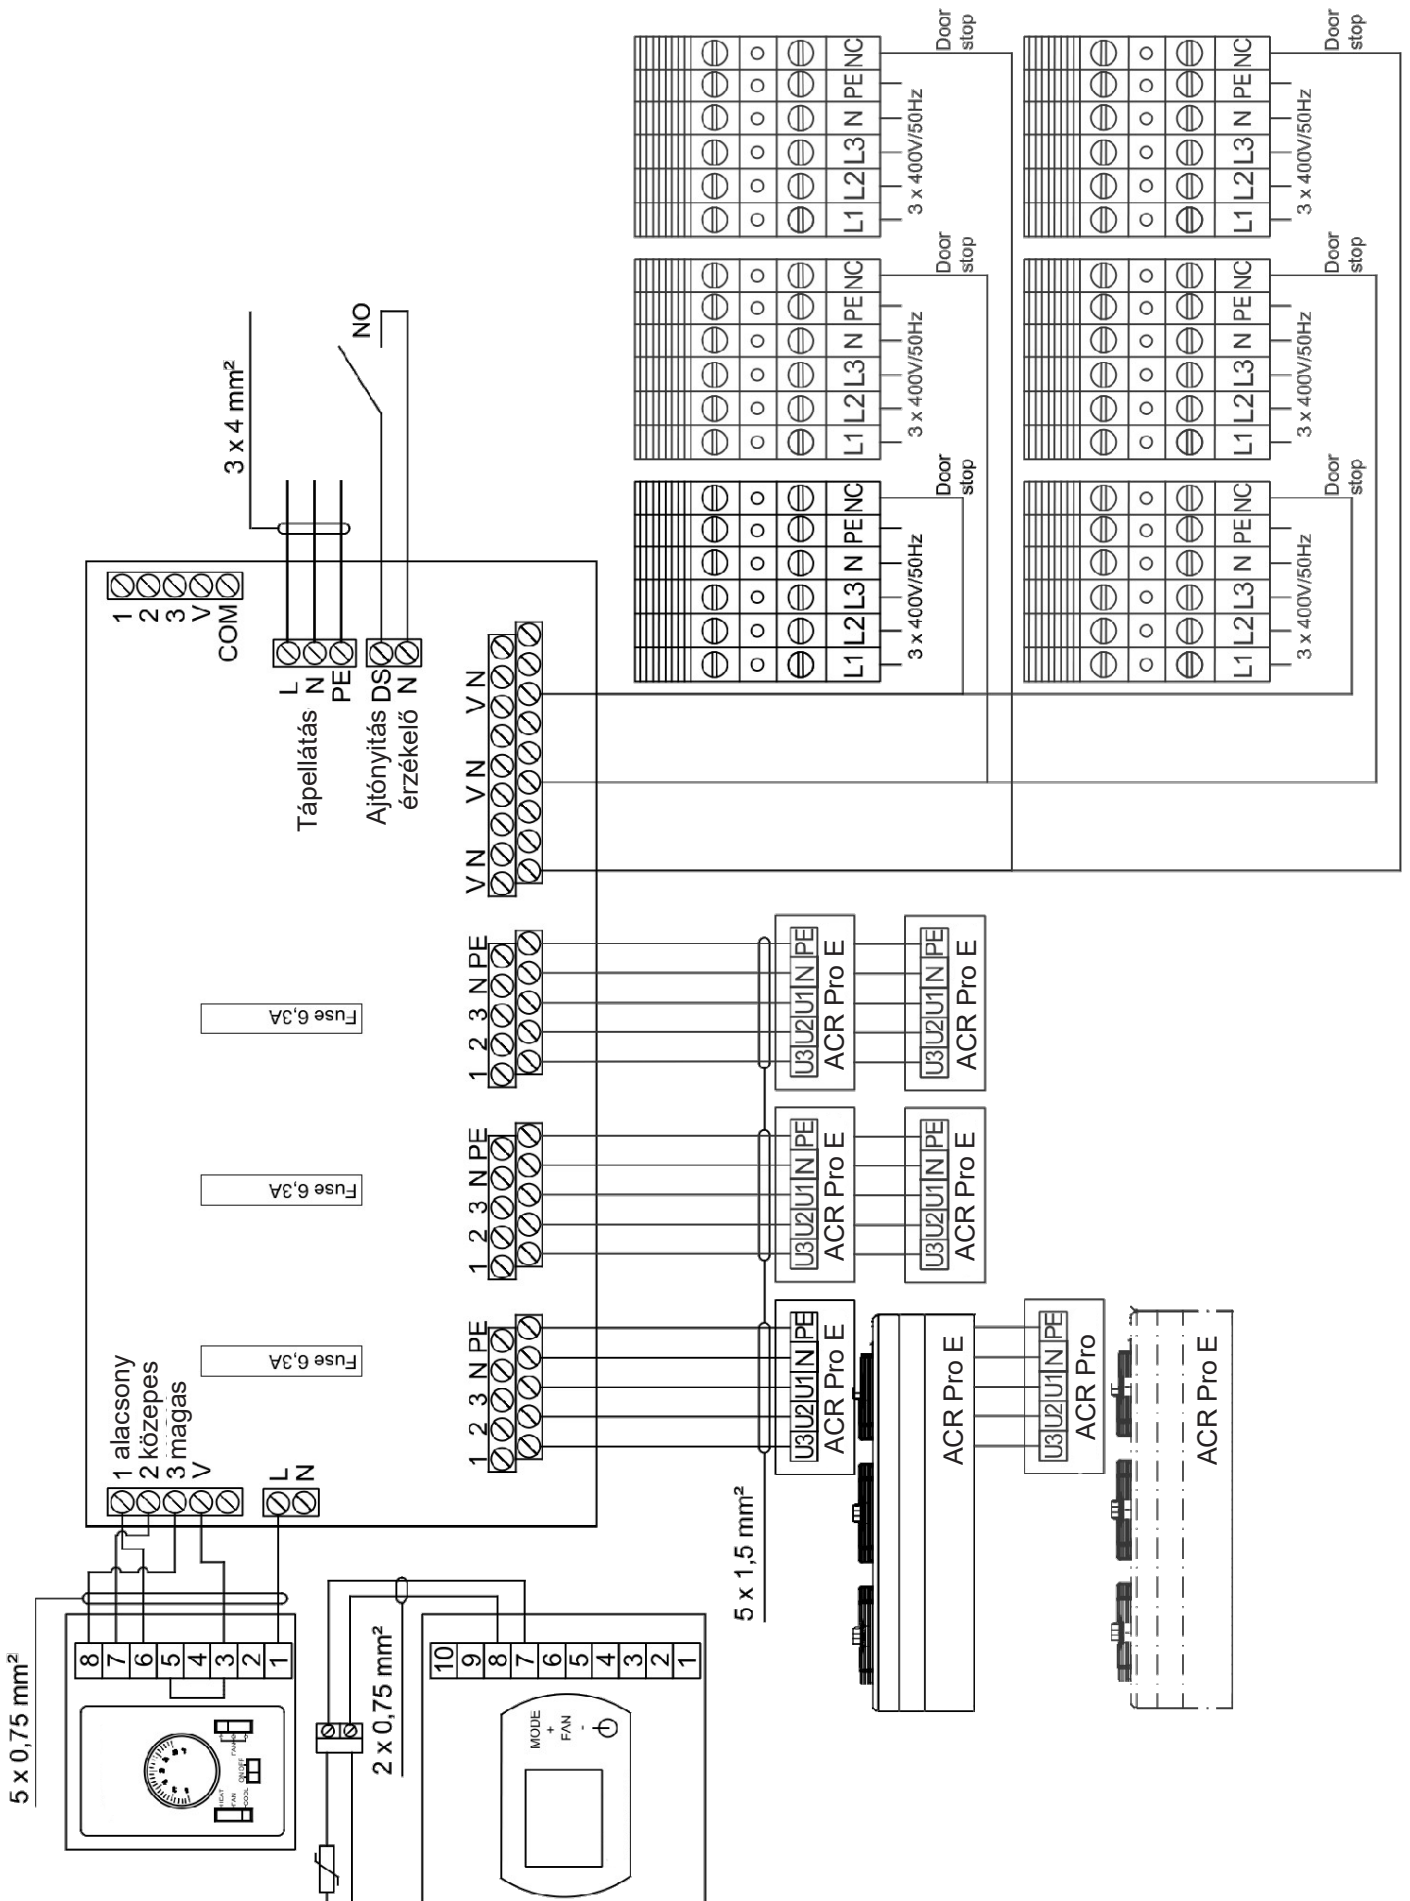 5 x 0,75 mm²
8 7 6 5 4 3 2 1
HEAT
FAN
COOL
ON OFF
FAN
1 alacsony
2 közepes
3 magas
V
L
N
2 x 0,75 mm²
10 9 8 7 6 5 4 3 2 1
MODE
+
FAN
-
Fuse 6,3A
Fuse 6,3A
Fuse 6,3A
1
2
3
V
COM
L
N
PE
Tápellátás
DS
N
Ajtónyitás
érzékelő
3 x 4 mm²
NO
1 2 3 N PE
1 2 3 N PE
1 2 3 N PE
V N
V N
V N
5 x 1,5 mm²
U3 U2 U1 N PE
ACR Pro E
U3 U2 U1 N PE
ACR Pro E
U3 U2 U1 N PE
ACR Pro E
ACR Pro E
U3 U2 U1 N PE
ACR Pro E
U3 U2 U1 N PE
ACR Pro E
U3 U2 U1 N PE
ACR Pro
ACR Pro E
L1 L2 L3 N PE NC
3 x 400V/50Hz
Door
stop
L1 L2 L3 N PE NC
3 x 400V/50Hz
Door
stop
L1 L2 L3 N PE NC
3 x 400V/50Hz
Door
stop
L1 L2 L3 N PE NC
3 x 400V/50Hz
Door
stop
L1 L2 L3 N PE NC
3 x 400V/50Hz
Door
stop
L1 L2 L3 N PE NC
3 x 400V/50Hz
Door
stop